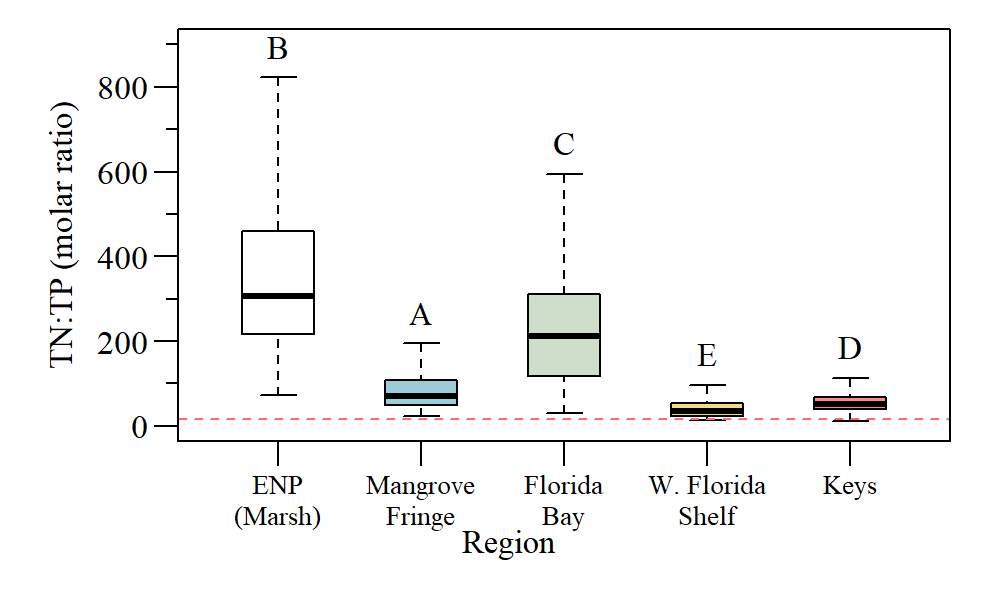 TN:TP (molar ratio)
800
600
400
200
0
B
A
C
E
D
ENP
(Marsh)
Mangrove
Fringe
Florida
Bay
W. Florida
Shelf
Keys
Region